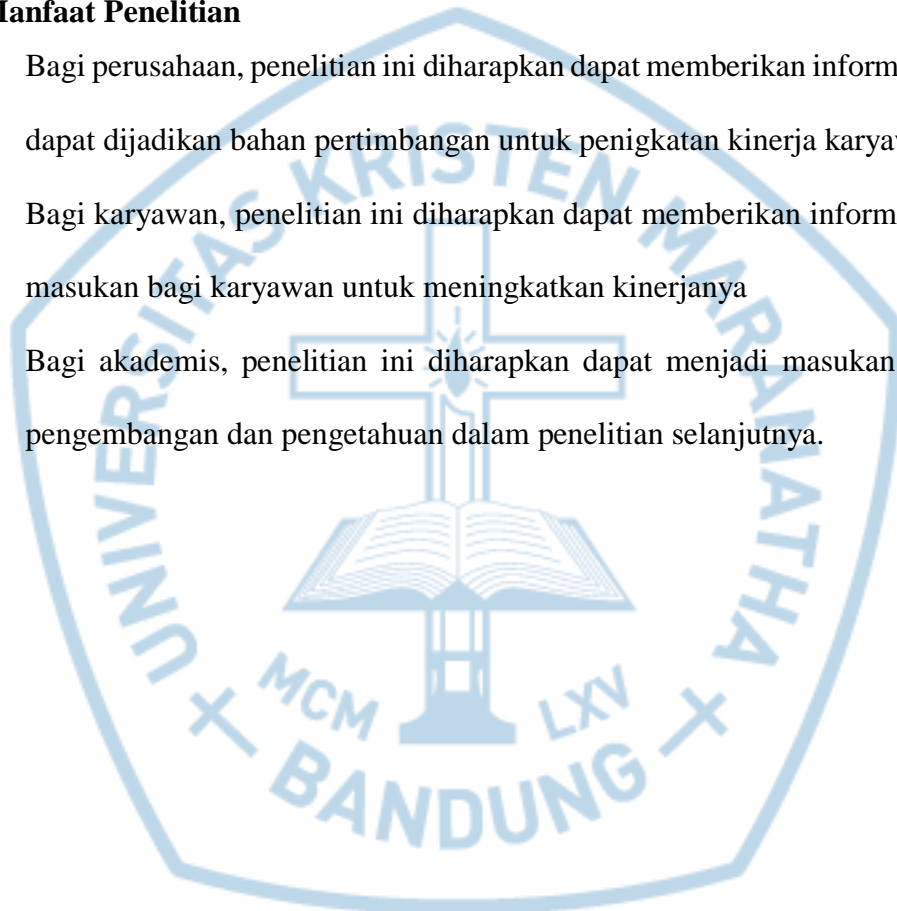 Manfaat Penelitian
Bagi perusahaan, penelitian ini diharapkan dapat memberikan inform
dapat dijadikan bahan pertimbangan untuk penigkatan kinerja karyaw
Bagi karyawan, penelitian ini diharapkan dapat memberikan inform
masukan bagi karyawan untuk meningkatkan kinerjanya
Bagi akademis, penelitian ini diharapkan dapat menjadi masukan
pengembangan dan pengetahuan dalam penelitian selanjutnya.
UNIVERSITAS KRISTEN MARANATHA
MCM LXV
BANDUNG